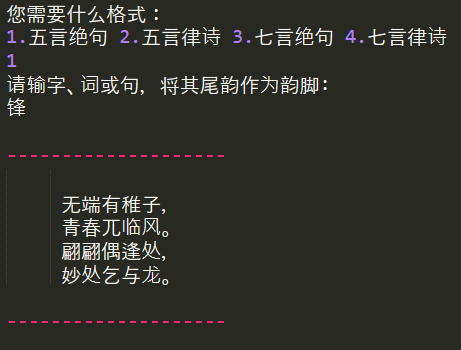 您需要什么格式：
1.五言绝句 2.五言律诗 3.七言绝句 4.七言律诗
1
请输字、词或句，将其尾韵作为韵脚：
锋
--------------------
无端有稚子，
青春兀临风。
翩翩偶逢处，
妙处乞与龙。
--------------------